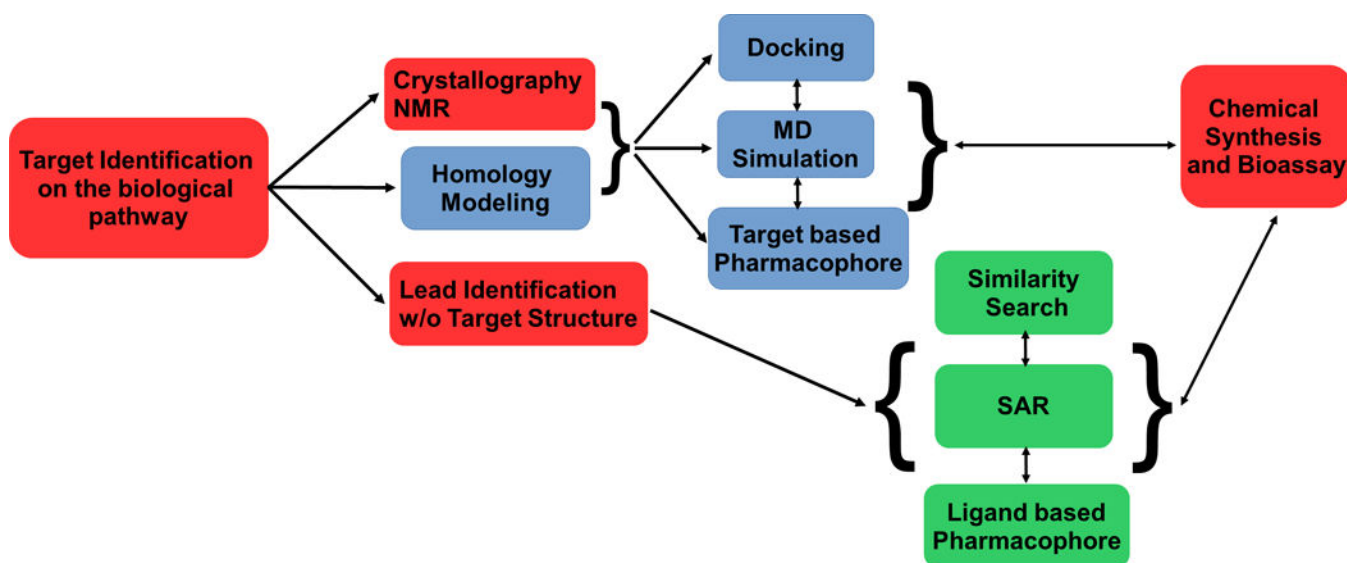 Target Identification
on the biological
pathway
Crystallography
NMR
Homology
Modeling
Lead Identification
w/o Target Structure
Docking
MD
Simulation
Target based
Pharmacophore
Similarity
Search
SAR
Ligand based
Pharmacophore
Chemical
Synthesis
and Bioassay